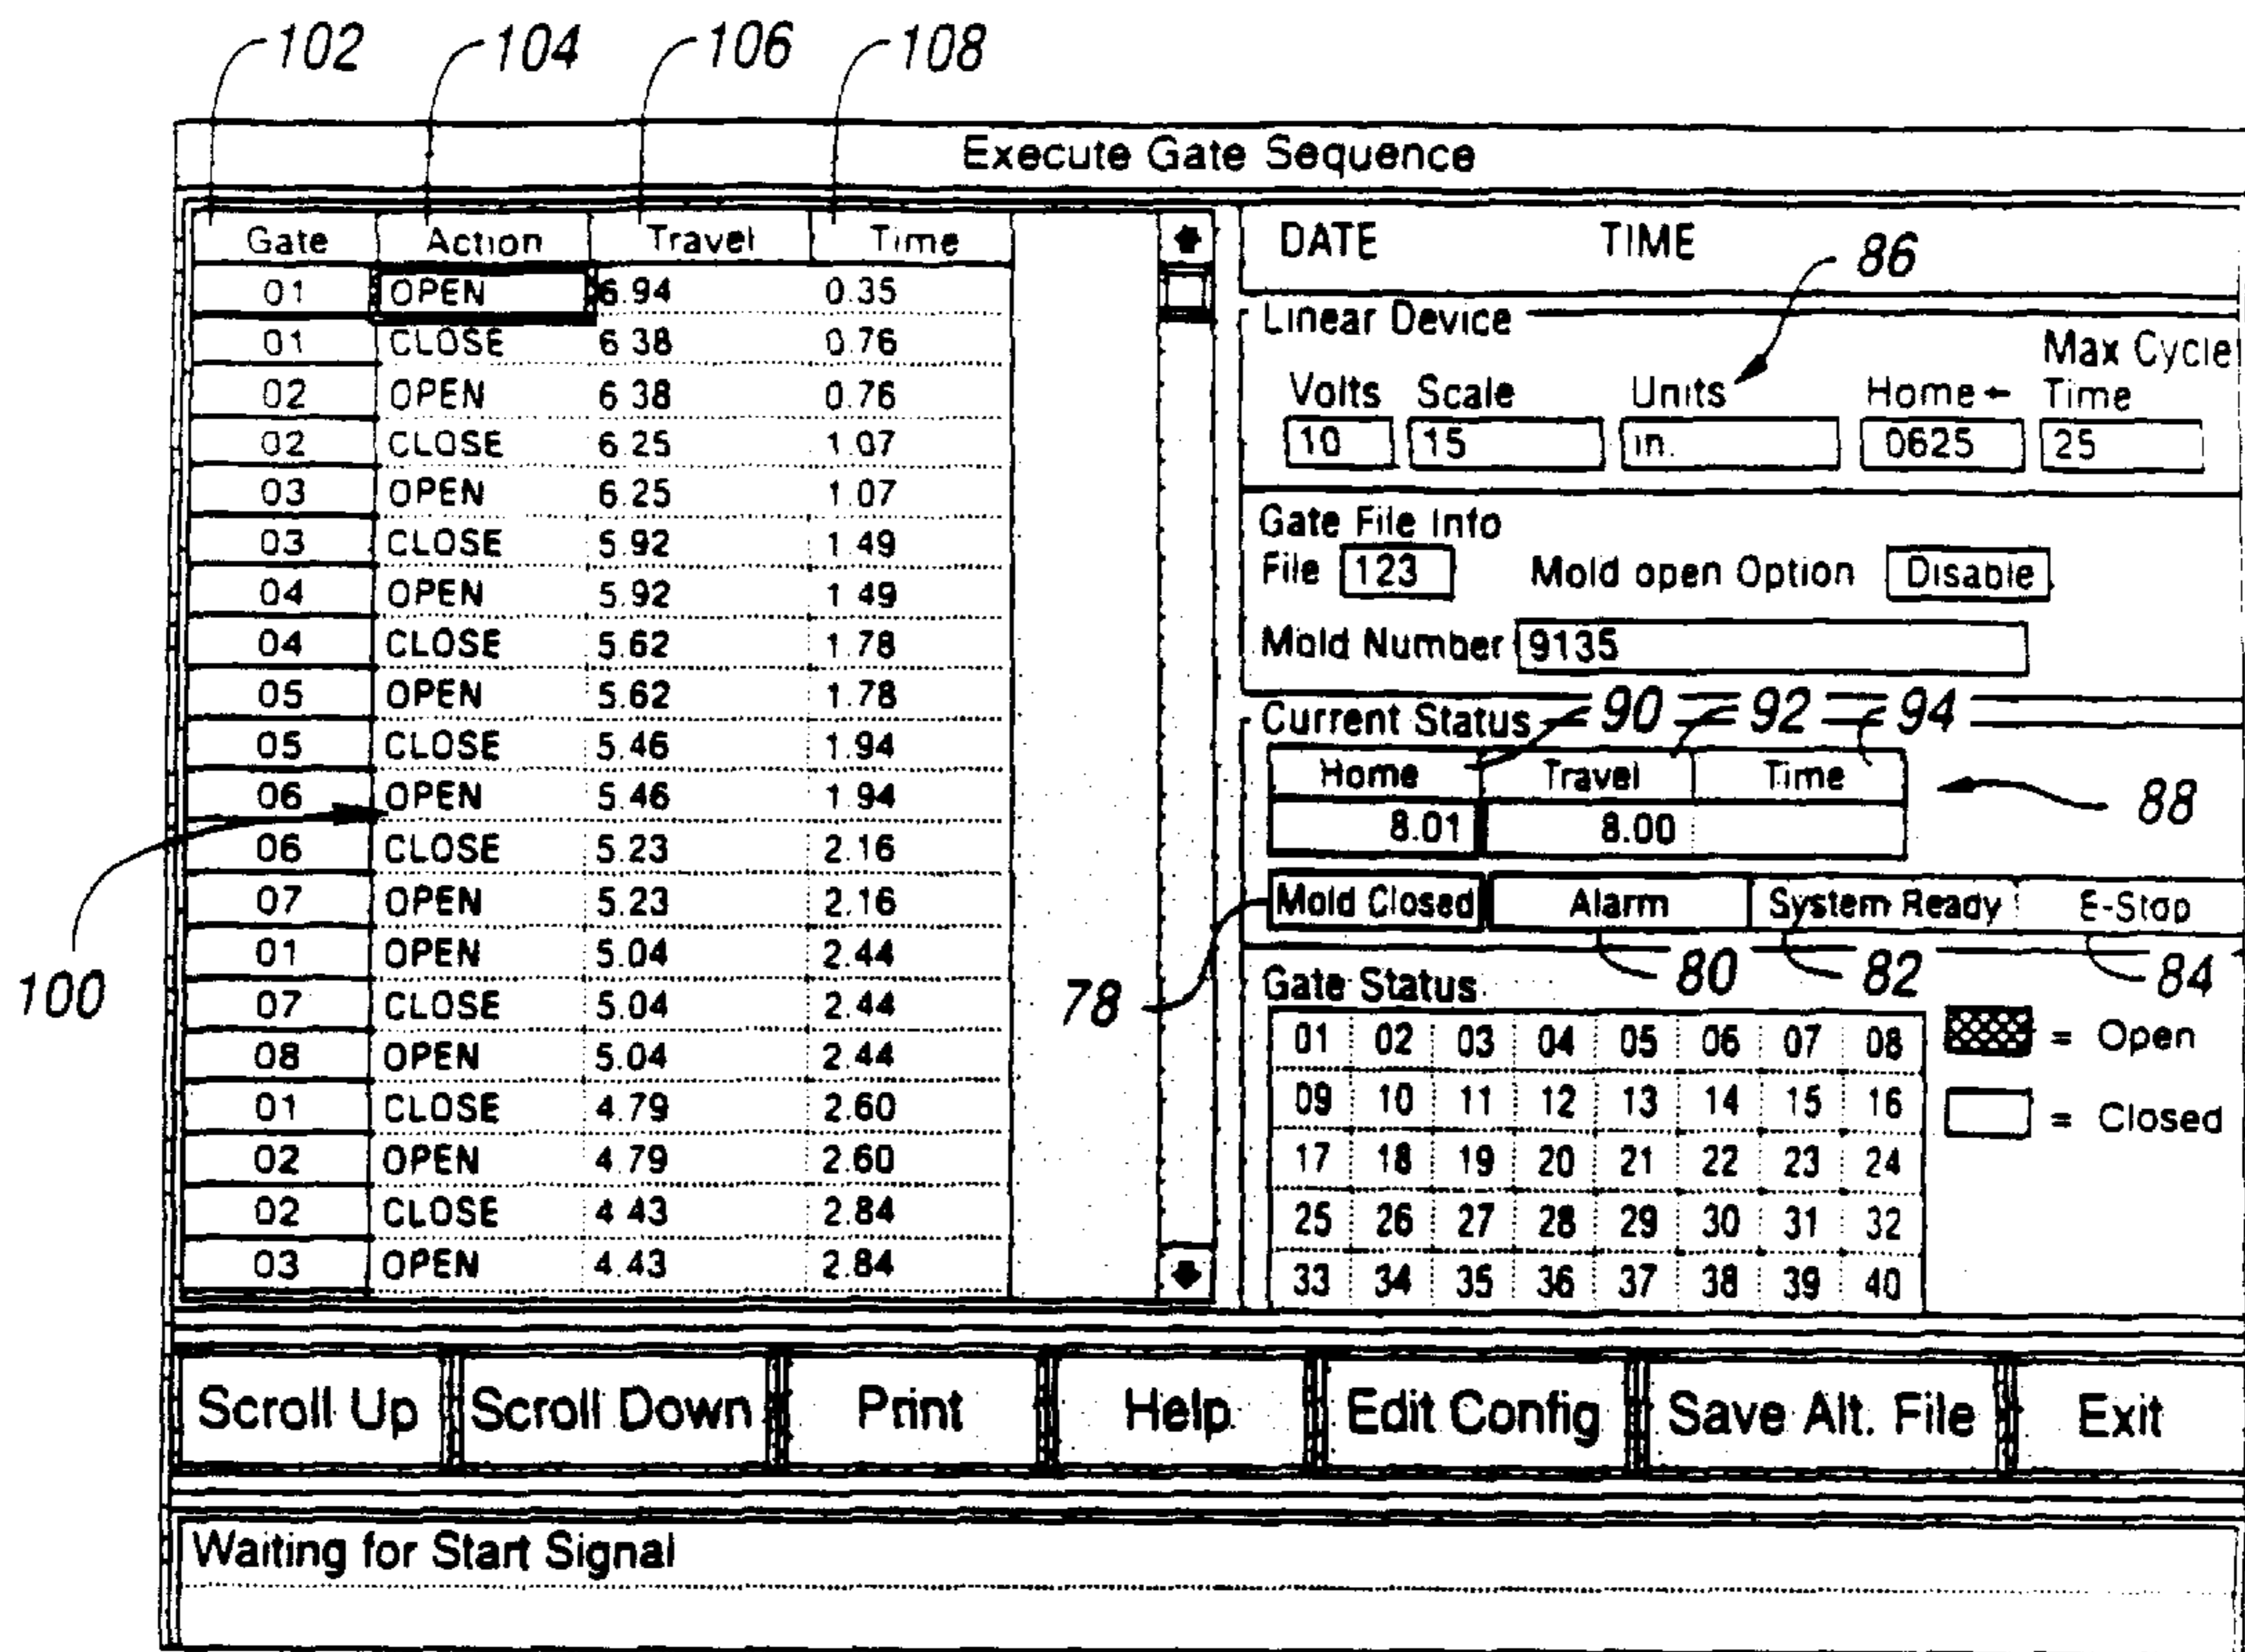 102 104 106 108
Execute Gate Sequence
Gate Action Travel Time
01 OPEN 6.94 0.35
01 CLOSE 6 38 0.76
02 OPEN 6 38 0.76
02 CLOSE 6.25 1.07
03 OPEN 6.25 1.07
03 CLOSE 5.92 1.49
04 OPEN 5.92 1 49
04 CLOSE 5.62 1.78
05 OPEN 5.62 1.78
05 CLOSE 5.46 1.94
06 OPEN 5.46 1 94
06 CLOSE 5.23 2.16
07 OPEN 5.23 2.16
01 OPEN 5.04 2.44
07 CLOSE 5.04 2.44
08 OPEN 5.04 2.44
01 CLOSE 4.79 2.60
02 OPEN 4.79 2.60
02 CLOSE 4 43 2.84
03 OPEN 4.43 2.84
100
DATE TIME
86
Linear Device
Max Cycle
Volts Scale Units Home← Time
10 15 in. 0625 25
Gate File Info
File 123 Mold open Option Disable
Mold Number 9135
Current Status 90 92 94
Home Travel Time
8.01 8.00
88
Mold Closed Alarm System Ready E-Stop
78 80 82 84
Gate Status
01 02 03 04 05 06 07 08
09 10 11 12 13 14 15 16
17 18 19 20 21 22 23 24
25 26 27 28 29 30 31 32
33 34 35 36 37 38 39 40
= Open
= Closed
Scroll Up Scroll Down Print Help Edit Config Save Alt. File Exit
Waiting for Start Signal